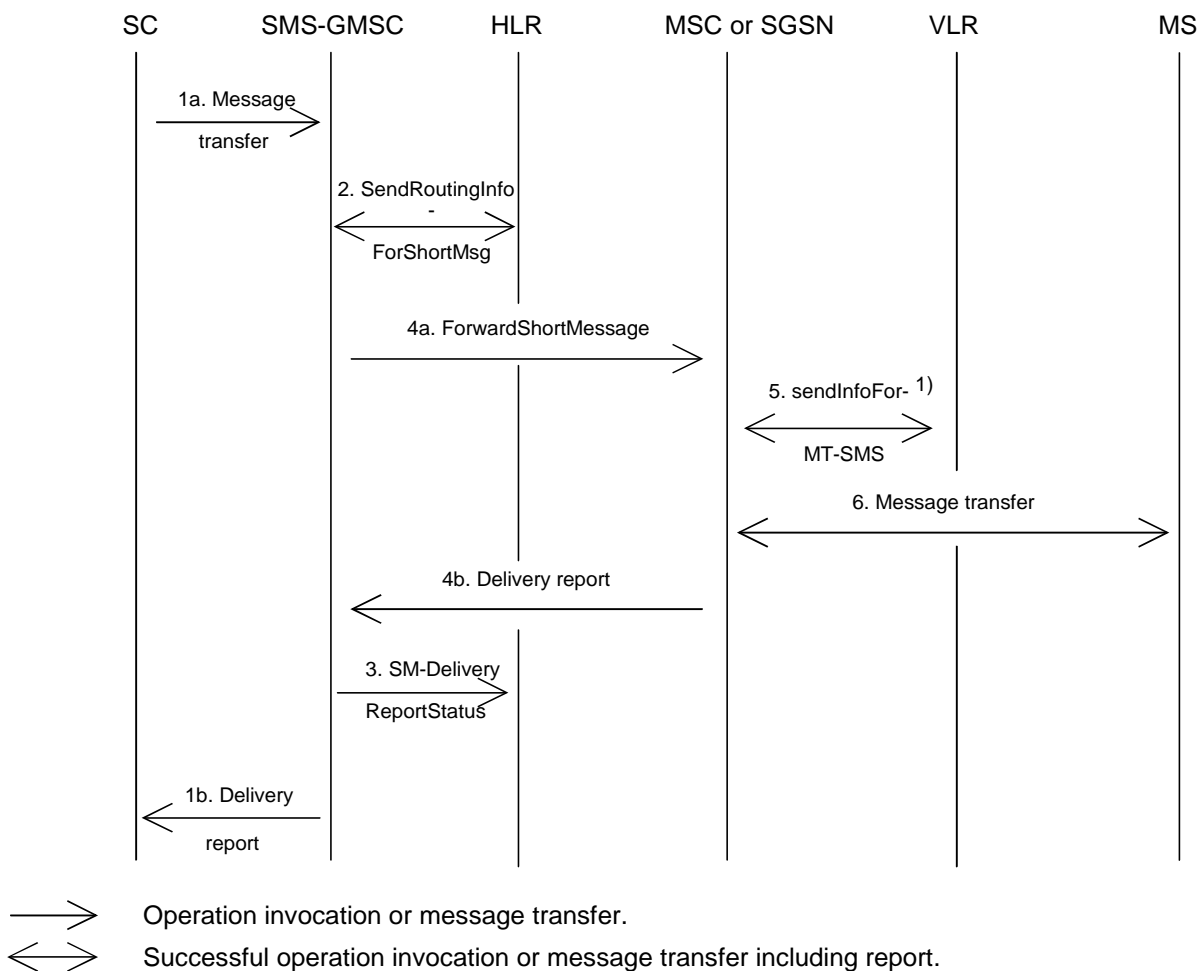 SC SMS-GMSC HLR MSC or SGSN VLR MS
1a. Message
transfer
2. SendRoutingInfo
-
ForShortMsg
4a. ForwardShortMessage
5. sendInfoFor- 1)
MT-SMS
6. Message transfer
4b. Delivery report
3. SM-Delivery
ReportStatus
1b. Delivery
report
Operation invocation or message transfer.
Successful operation invocation or message transfer including report.